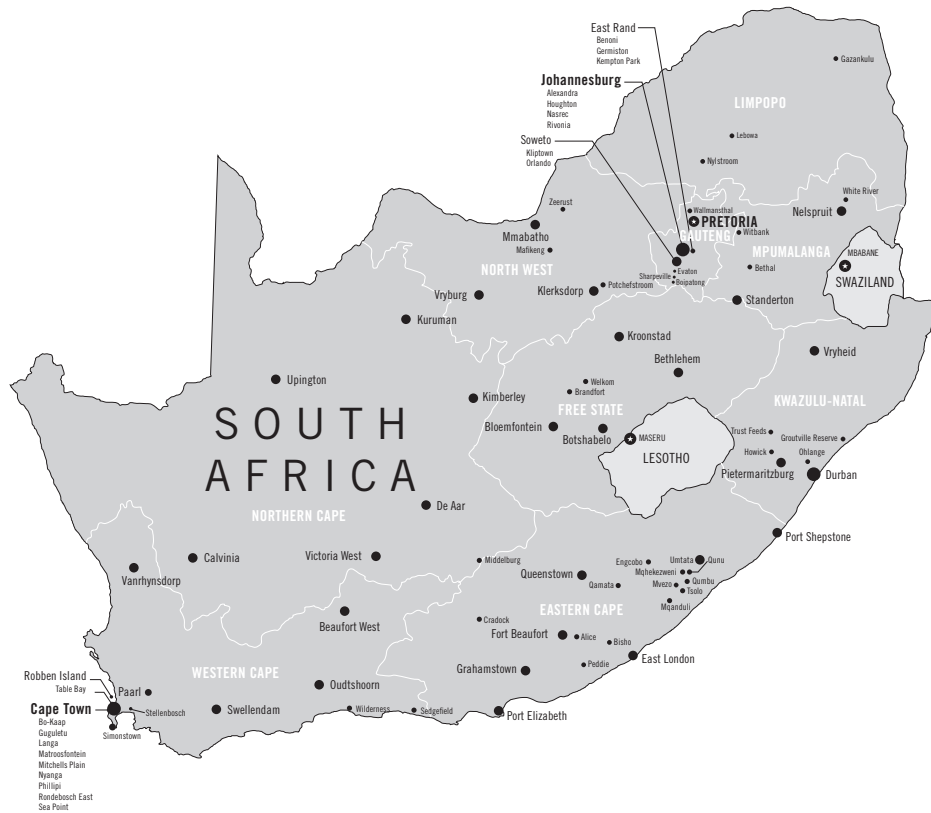 East Rand
Benoni
Germiston
Kempton Park
Johannesburg
Alexandra
Houghton
Nasrec
Rivonia
Soweto
Kliptown
Orlando
Gazankulu
LIMPOPO
Lebowa
Nylstroom
White River
Nelspruit
Zeerust
Mmabatho
Mafikeng
NORTH WEST
Wallmansthal
PRETORIA
GAUTENG
Witbank
MPUMALANGA
MBABANE
SWAZILAND
Bethal
Evaton
Sharpeville
Boipatong
Potchefstroom
Klerksdorp
Vryburg
Standerton
Kuruman
Kroonstad
Vryheid
Bethlehem
Upington
Welkom
Brandfort
Kimberley
FREE STATE
KWAZULU-NATAL
SOUTH
AFRICA
Bloemfontein
Botshabelo
MASERU
LESOTHO
Trust Feeds
Groutville Reserve
Howick
Ohlange
Pietermaritzburg
Durban
De Aar
NORTHERN CAPE
Port Shepstone
Calvinia
Victoria West
Vanrhynsdorp
Middelburg
Engcobo
Umtata
Qunu
Queenstown
Mqhekezweni
Qamata
Mvezo
Qumbu
Tsolo
Mqanduli
EASTERN CAPE
Beaufort West
Cradock
Fort Beaufort
Alice
Bisho
East London
Peddie
Grahamstown
WESTERN CAPE
Robben Island
Table Bay
Paarl
Oudtshoorn
Cape Town
Stellenbosch
Swellendam
Wilderness
Sedgefield
Port Elizabeth
Simonstown
Bo-Kaap
Guguletu
Langa
Matroosfontein
Mitchells Plain
Nyanga
Phillipi
Rondebosch East
Sea Point